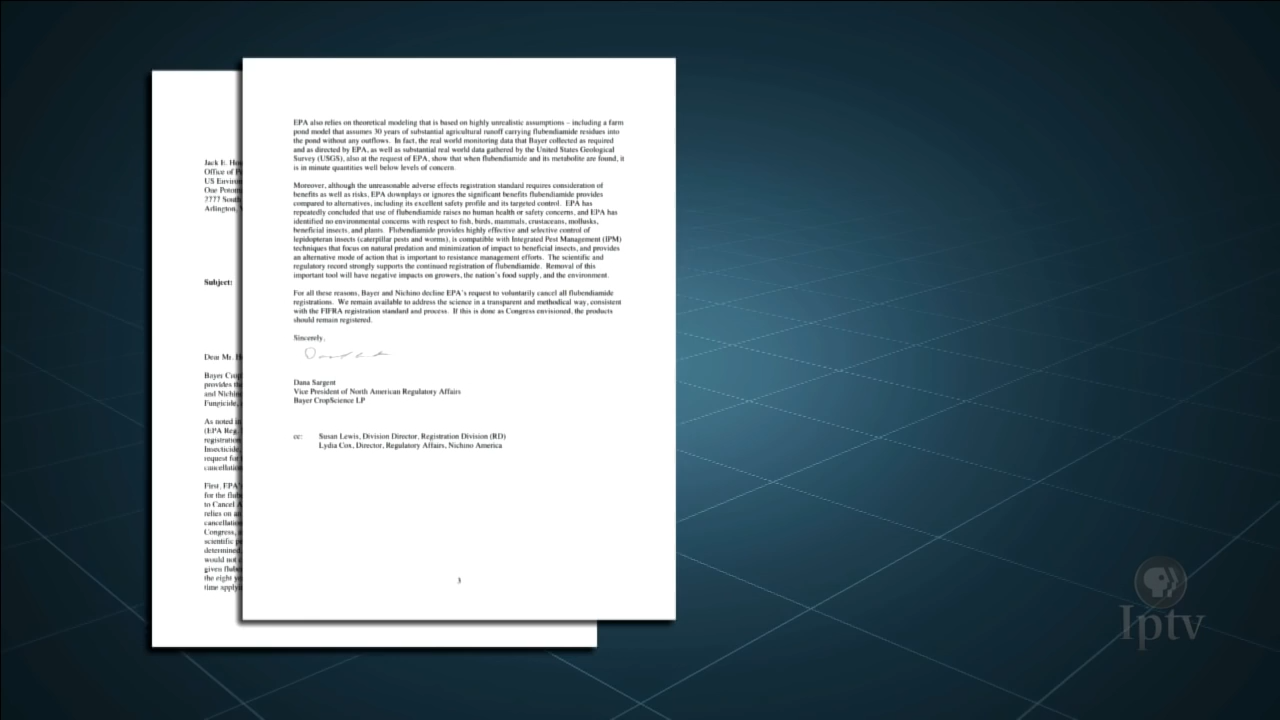 Jack E.
Office of
US
One
2777 South
Arlington,
Subject:
Dear Mr.
Bayer
provides
and
Fungicide,
As noted
(EPA Reg.
registration
Insecticide,
request for
First, EPA's
for the
to Cancel
relies on
Congress,
scientific
determined,
would not
given
the eight
time
EPA also relies on theoretical modeling that is based on highly unrealistic assumptions – including a farm
pond model that assumes 30 years of substantial agricultural runoff carrying flubendiamide residues into
the pond without any outflows. In fact, the real world monitoring data that Bayer collected as required
and as directed by EPA, as well as substantial real world data gathered by the United States Geological
Survey (USGS), also at the request of EPA, show that when flubendiamide and its metabolite are found, it
is in minute quantities well below levels of concern.
Moreover, although the unreasonable adverse effects registration standard requires consideration of
benefits as well as risks, EPA downplays or ignores the significant benefits flubendiamide provides
compared to alternatives, including its excellent safety profile and its targeted control. EPA has
repeatedly concluded that use of flubendiamide raises no human health or safety concerns, and EPA has
identified no environmental concerns with respect to fish, birds, mammals, crustaceans, mollusks,
beneficial insects, and plants. Flubendiamide provides highly effective and selective control of
lepidopteran insects (caterpillar pests and worms), is compatible with Integrated Pest Management (IPM)
techniques that focus on natural predation and minimization of impact to beneficial insects, and provides
an alternative mode of action that is important to resistance management efforts. The scientific and
regulatory record strongly supports the continued registration of flubendiamide. Removal of this
important tool will have negative impacts on growers, the nation's food supply, and the environment.
For all these reasons, Bayer and Nichino decline EPA's request to voluntarily cancel all flubendiamide
registrations. We remain available to address the science in a transparent and methodical way, consistent
with the FIFRA registration standard and process. If this is done as Congress envisioned, the products
should remain registered.
Sincerely,
Dana Sargent
Vice President of North American Regulatory Affairs
Bayer CropScience LP
cc: Susan Lewis, Division Director, Registration Division (RD)
Lydia Cox, Director, Regulatory Affairs, Nichino America
3
Iptv